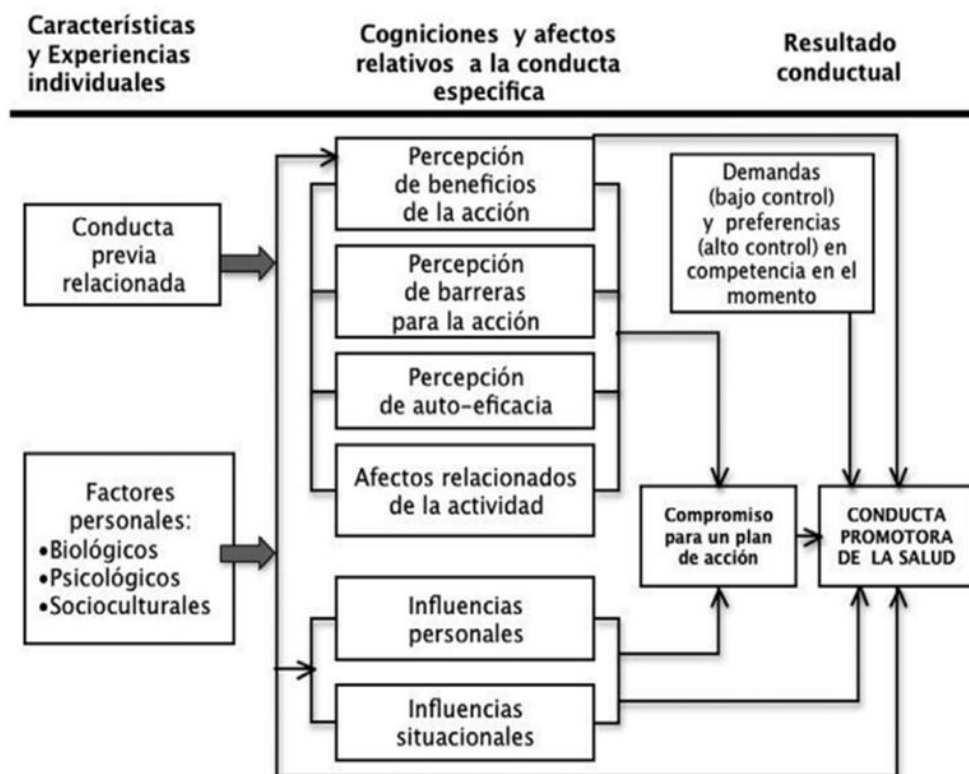 Características
y Experiencias
individuales
Cogniciones y afectos
relativos a la conducta
especifica
Resultado
conductual
Conducta
previa
relacionada
Factores
personales:
•Biológicos
•Psicológicos
•Socioculturales
Percepción
de beneficios
de la acción
Percepción
de barreras
para la acción
Percepción
de auto-eficacia
Afectos relacionados
de la actividad
Influencias
personales
Influencias
situacionales
Demandas
(bajo control)
y preferencias
(alto control) en
competencia en el
momento
Compromiso
para un plan
de acción
CONDUCTA
PROMOTORA
DE LA SALUD